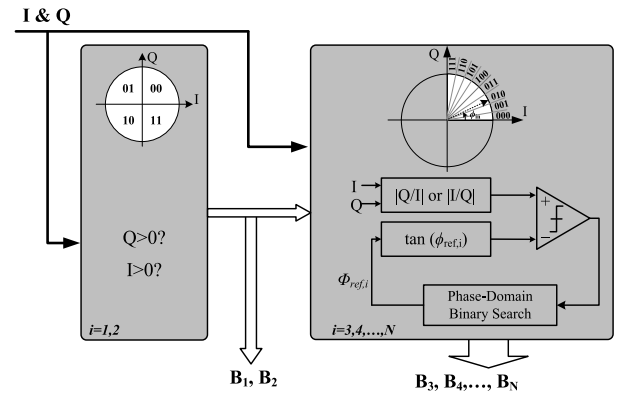 I & Q
Q
01 00
I
10 11
Q>0?
I>0?
i=1,2
B1, B2
Q
111
110
101
100
011
010
001
000
ϕin
I
I
Q
|Q/I| or |I/Q|
+
tan (ϕref,i)
−
Φref,i
Phase-Domain
Binary Search
i=3,4,…,N
B3, B4,…, BN